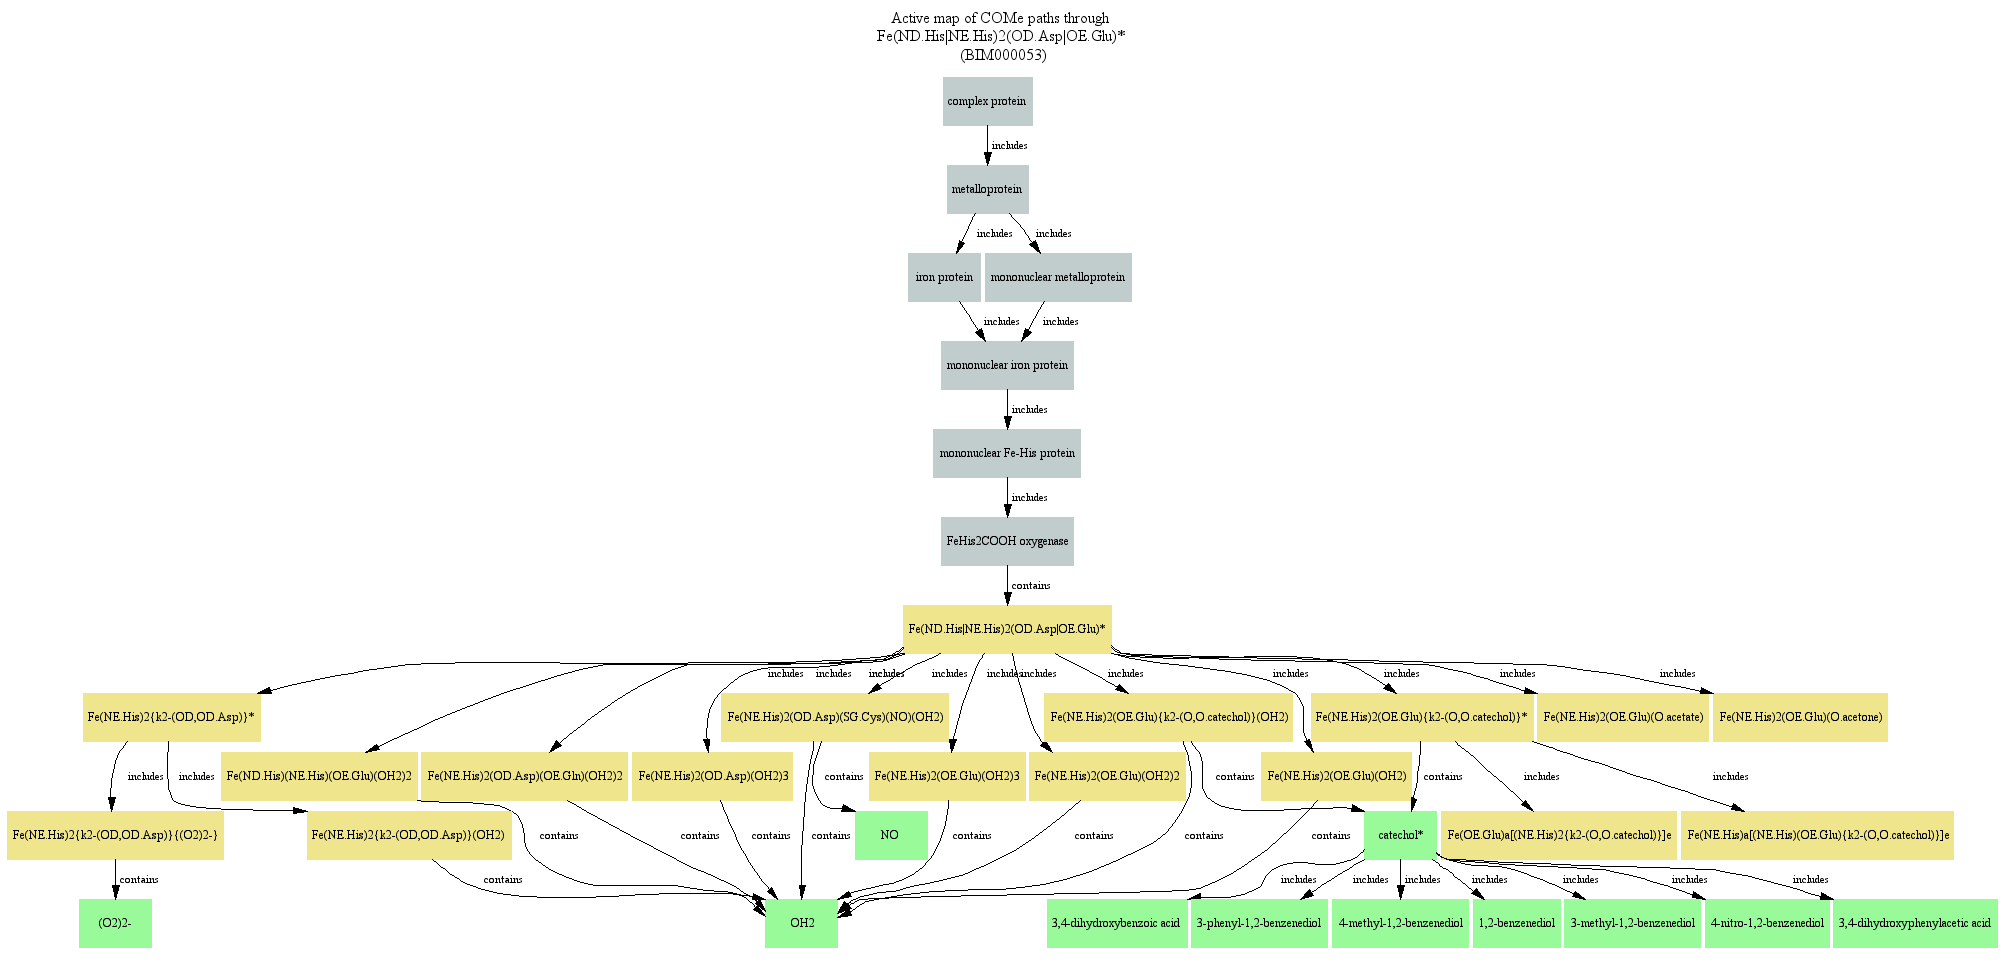 Active map of COMe paths through
Fe(ND.His|NE.His)2(OD.Asp|OE.Glu)*
(BIM000053)
complex protein
includes
metalloprotein
includes
includes
iron protein
mononuclear metalloprotein
includes
includes
mononuclear iron protein
includes
mononuclear Fe-His protein
includes
FeHis2COOH oxygenase
contains
Fe(ND.His|NE.His)2(OD.Asp|OE.Glu)*
includes
includes
includes
includes
includes
includes
includes
includes
includes
includes
includes
Fe(NE.His)2{k2-(OD,OD.Asp)}*
Fe(NE.His)2(OD.Asp)(SG.Cys)(NO)(OH2)
Fe(NE.His)2(OE.Glu){k2-(O,O.catechol)}(OH2)
Fe(NE.His)2(OE.Glu){k2-(O,O.catechol)}*
Fe(NE.His)2(OE.Glu)(O.acetate)
Fe(NE.His)2(OE.Glu)(O.acetone)
includes
includes
Fe(ND.His)(NE.His)(OE.Glu)(OH2)2
Fe(NE.His)2(OD.Asp)(OE.Gln)(OH2)2
Fe(NE.His)2(OD.Asp)(OH2)3
contains
Fe(NE.His)2(OE.Glu)(OH2)3
Fe(NE.His)2(OE.Glu)(OH2)2
contains
Fe(NE.His)2(OE.Glu)(OH2)
contains
includes
includes
Fe(NE.His)2{k2-(OD,OD.Asp)}{(O2)2-}
Fe(NE.His)2{k2-(OD,OD.Asp)}(OH2)
contains
contains
contains
contains
NO
contains
contains
contains
contains
catechol*
Fe(OE.Glu)a[(NE.His)2{k2-(O,O.catechol)}]e
Fe(NE.His)a[(NE.His)(OE.Glu){k2-(O,O.catechol)}]e
contains
contains
includes
includes
includes
includes
includes
includes
includes
(O2)2-
OH2
3,4-dihydroxybenzoic acid
3-phenyl-1,2-benzenediol
4-methyl-1,2-benzenediol
1,2-benzenediol
3-methyl-1,2-benzenediol
4-nitro-1,2-benzenediol
3,4-dihydroxyphenylacetic acid